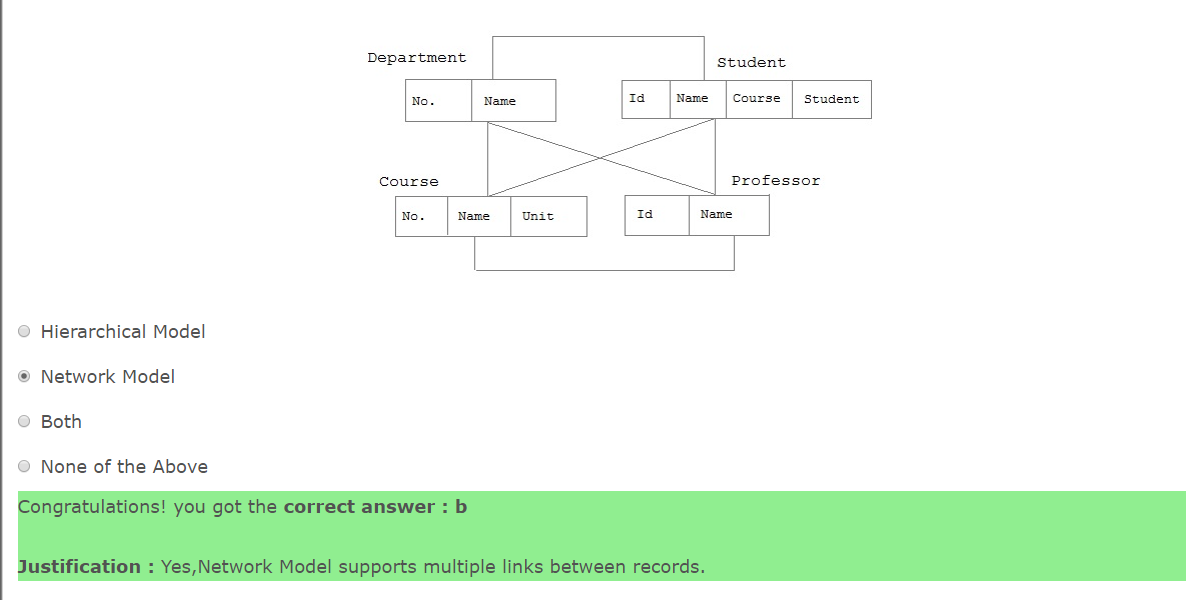 Department
Student
No. Name
Id Name Course Student
Course
Professor
No. Name Unit
Id Name
Hierarchical Model
Network Model
Both
None of the Above
Congratulations! you got the correct answer : b
Justification : Yes,Network Model supports multiple links between records.